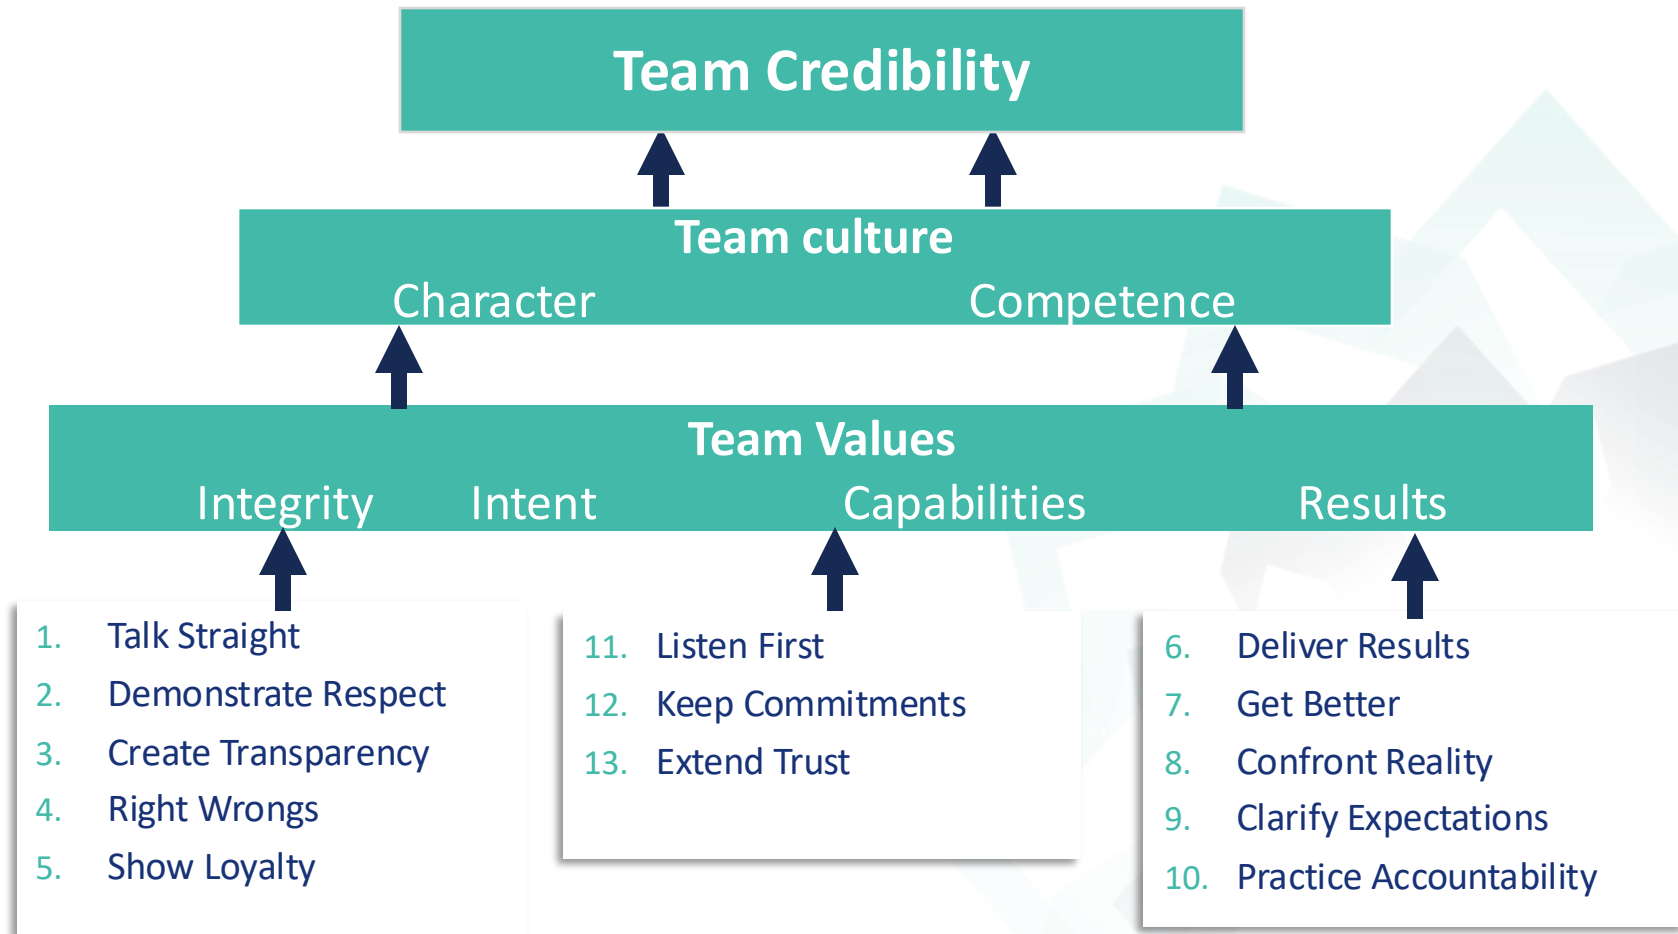 Team Credibility
Team culture
Character Competence
Team Values
Integrity Intent Capabilities Results
1. Talk Straight
2. Demonstrate Respect
3. Create Transparency
4. Right Wrongs
5. Show Loyalty
11. Listen First
12. Keep Commitments
13. Extend Trust
6. Deliver Results
7. Get Better
8. Confront Reality
9. Clarify Expectations
10. Practice Accountability